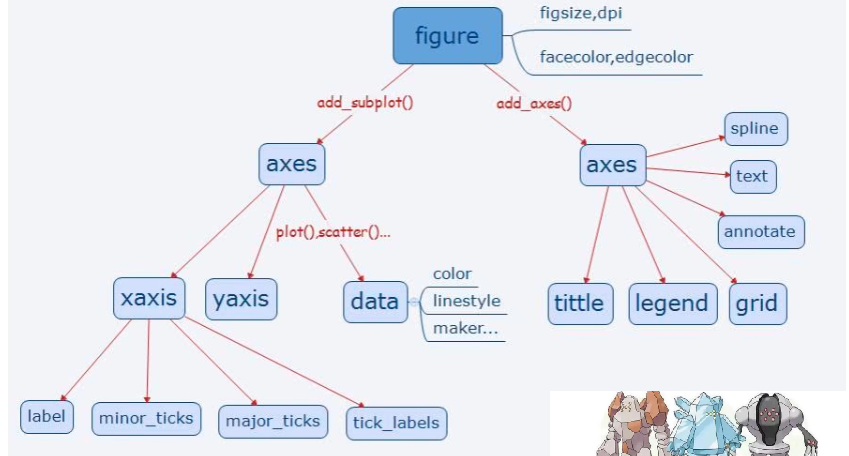 figure
figsize,dpi
facecolor,edgecolor
add_subplot()
add_axes()
axes
axes
spline
text
annotate
plot(),scatter()...
xaxis
yaxis
data
color
linestyle
maker...
tittle
legend
grid
label
minor_ticks
major_ticks
tick_labels